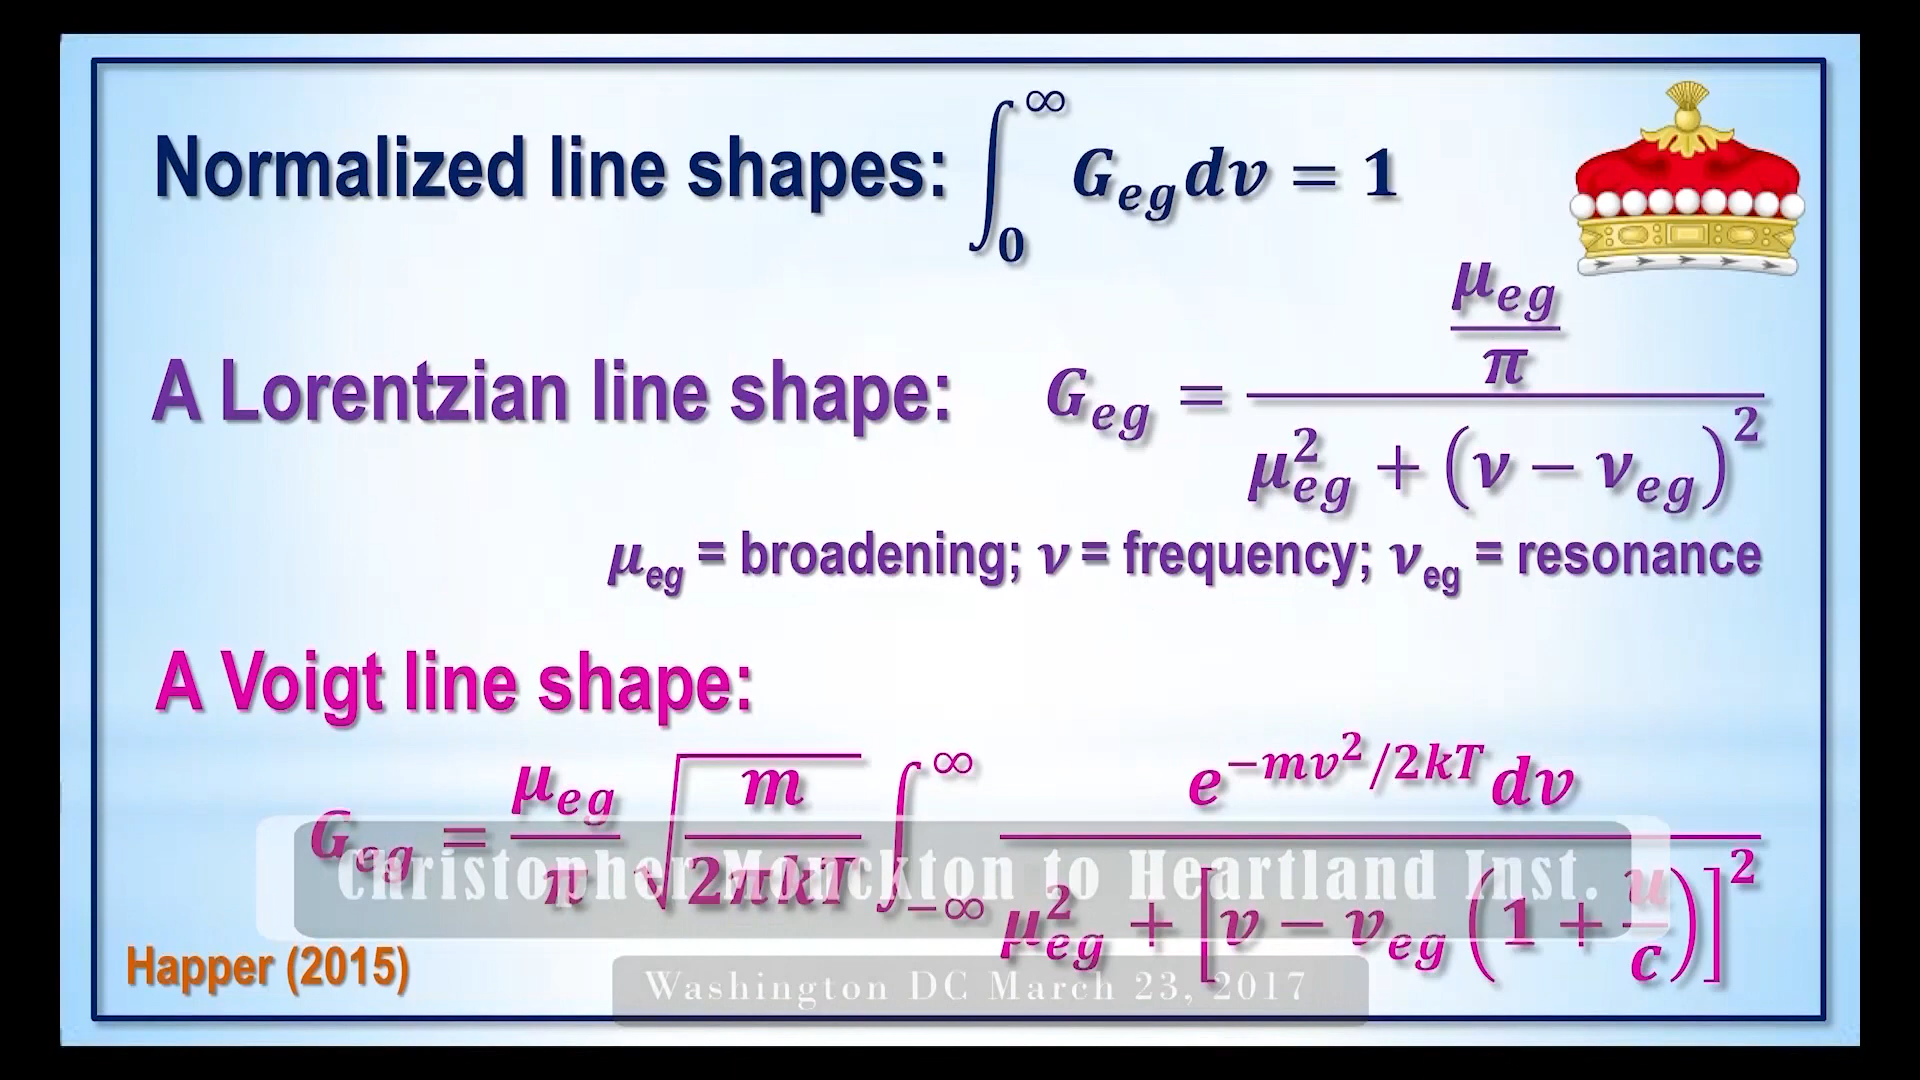 Normalized line shapes: ∫₀^∞ G_eg dν = 1
A Lorentzian line shape: G_eg = (μ_eg/π) / (μ²_eg + (ν − ν_eg)²)
μ_eg = broadening; ν = frequency; ν_eg = resonance
A Voigt line shape:
G_eg = μ_eg/π √(m/2πkT) ∫_−∞^∞ e^(−mv²/2kT) dv / (μ²_eg + [ν − ν_eg (1 + u/c)]²)
Christopher Monckton to Heartland Inst.
Happer (2015)
Washington DC March 23, 2017